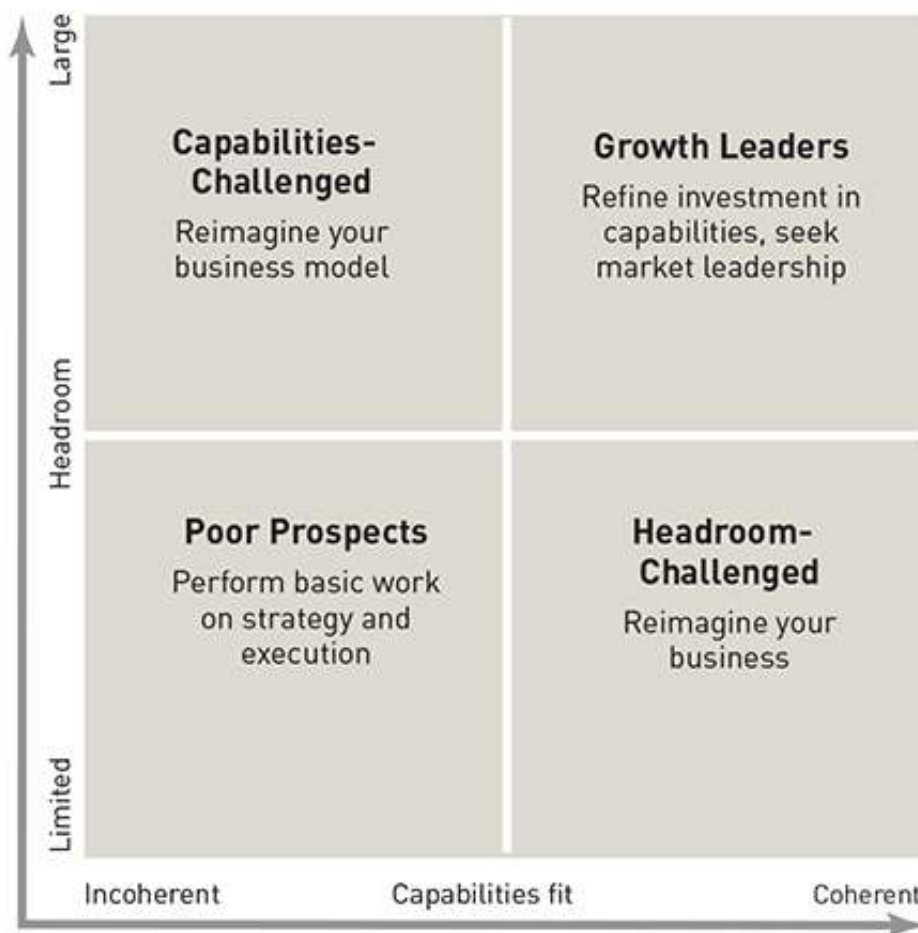 Large
Capabilities-
Challenged
Reimagine your
business model
Growth Leaders
Refine investment in
capabilities, seek
market leadership
Headroom
Poor Prospects
Perform basic work
on strategy and
execution
Headroom-
Challenged
Reimagine your
business
Limited
Incoherent
Capabilities fit
Coherent